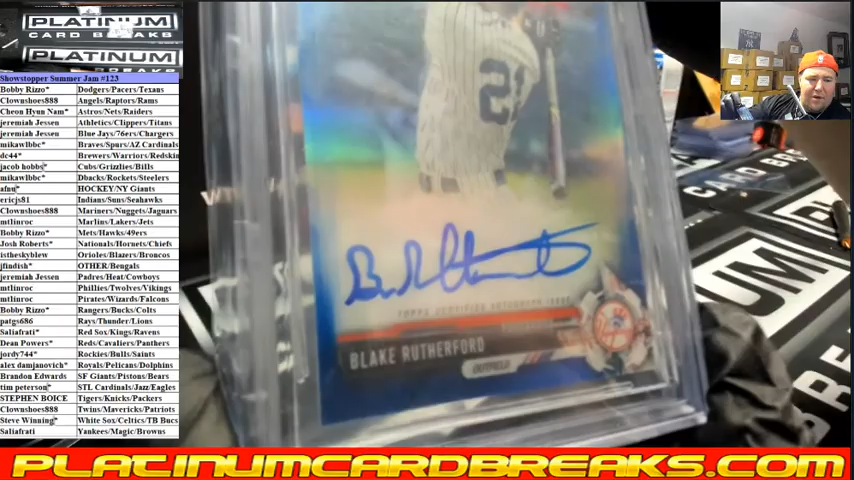 PLATINUM
CARD BREAKS
PLATINUM
Showstopper Summer Jam #123
Bobby Rizzo* Dodgers/Pacers/Texans
Clownshoes888 Angels/Raptors/Rams
Cheon Hyun Nam* Astros/Nets/Raiders
jeremiah Jessen Athletics/Clippers/Titans
jeremiah Jessen Blue Jays/76ers/Chargers
mikawlbbc* Braves/Spurs/AZ Cardinals
dc44* Brewers/Warriors/Redskin
jacob hobbs* Cubs/Grizzlies/Bills
mikawlbbc* Dbacks/Rockets/Steelers
afnu* HOCKEY/NY Giants
ericjs81 Indians/Suns/Seahawks
Clownshoes888 Mariners/Nuggets/Jaguars
mtlinroc Marlins/Lakers/Jets
Bobby Rizzo* Mets/Hawks/49ers
Josh Roberts* Nationals/Hornets/Chiefs
istheskyblew Orioles/Blazers/Broncos
jfindish* OTHER/Bengals
jeremiah Jessen Padres/Heat/Cowboys
mtlinroc Phillies/Twolves/Vikings
mtlinroc Pirates/Wizards/Falcons
Bobby Rizzo* Rangers/Bucks/Colts
patgs686 Rays/Thunder/Lions
Saliafrati* Red Sox/Kings/Ravens
Dean Powers* Reds/Cavaliers/Panthers
jordy744* Rockies/Bulls/Saints
alex damjanovich* Royals/Pelicans/Dolphins
Brandon Edwards SF Giants/Pistons/Bears
tim peterson* STL Cardinals/Jazz/Eagles
STEPHEN BOICE Tigers/Knicks/Packers
Clownshoes888 Twins/Mavericks/Patriots
Steve Winning* White Sox/Celtics/TB Bucs
Saliafrati Yankees/Magic/Browns
TOPPS CERTIFIED AUTOGRAPH ISSUE
BLAKE RUTHERFORD
OUTFIELD
PLATINUMCARDBREAKS.COM